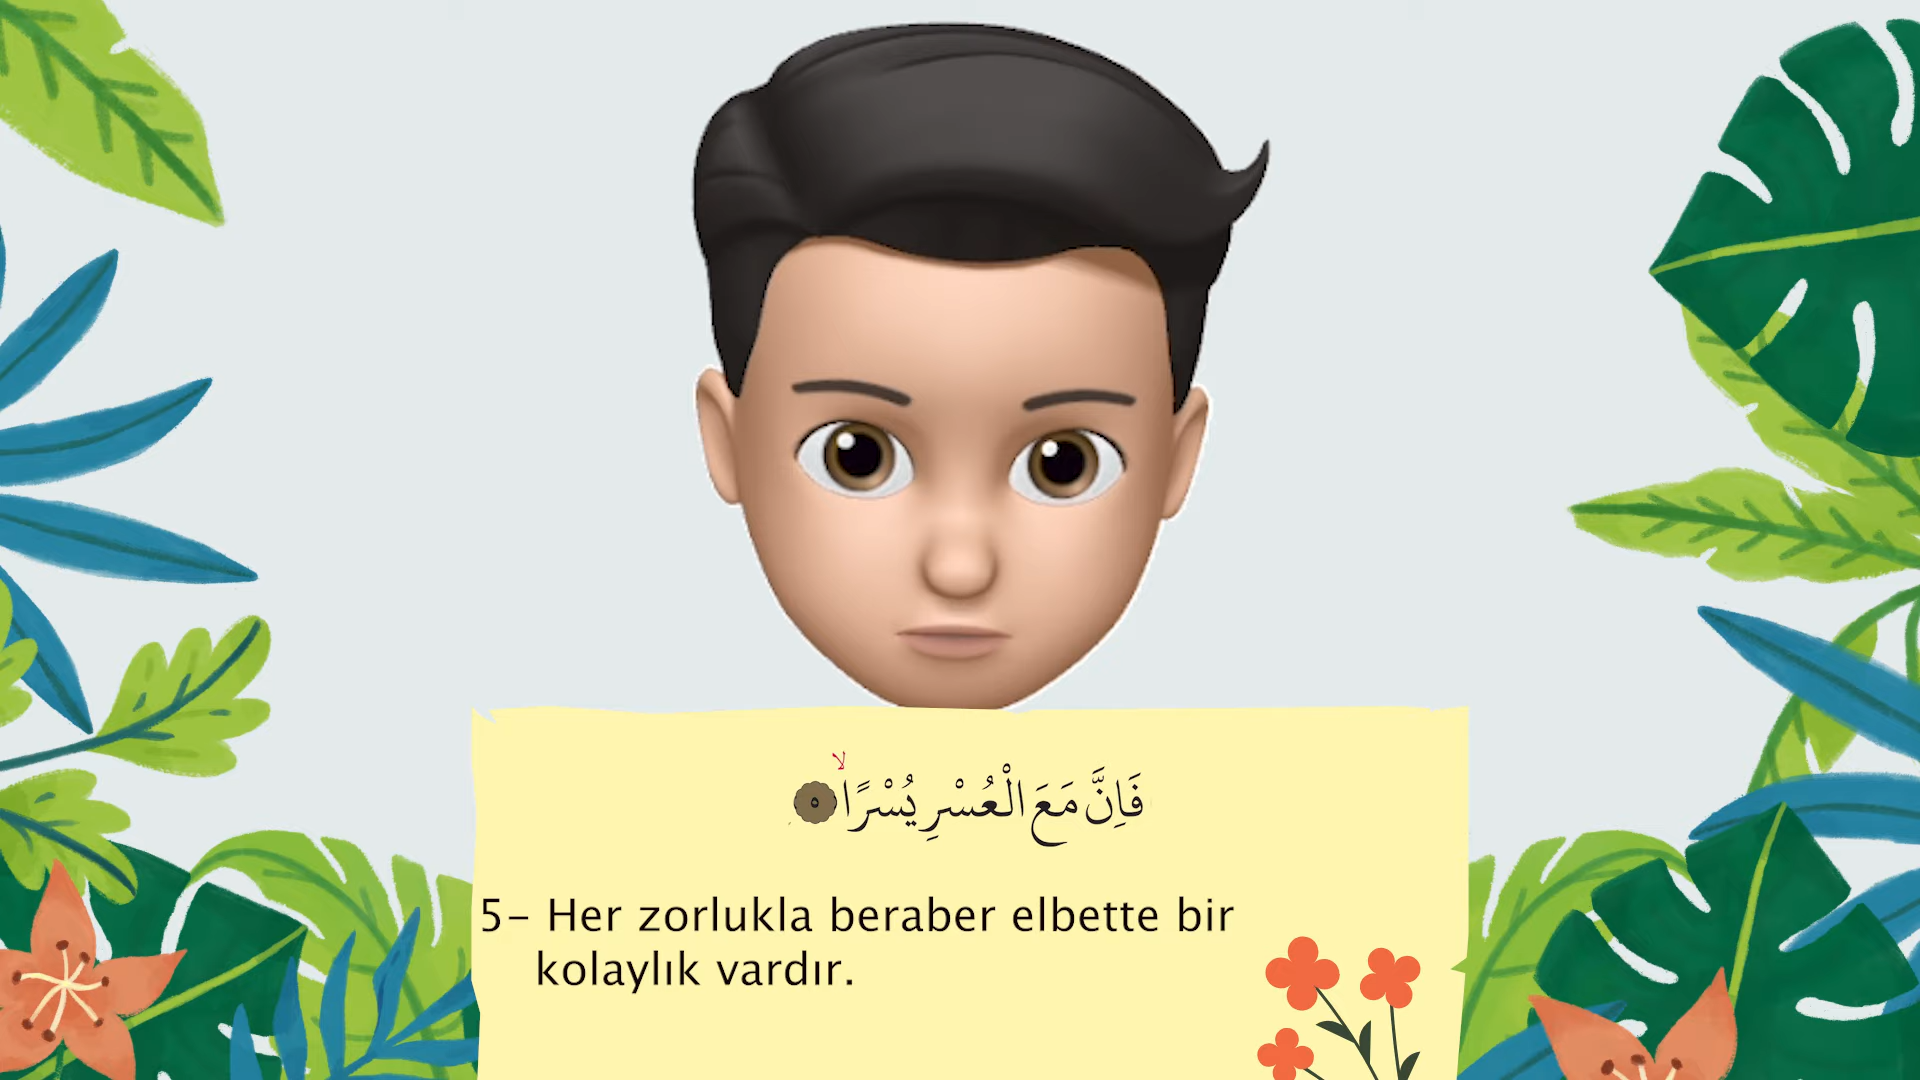 فَاِنَّ مَعَ الْعُسْرِ يُسْرًاۙ ٥
5- Her zorlukla beraber elbette bir
kolaylık vardır.